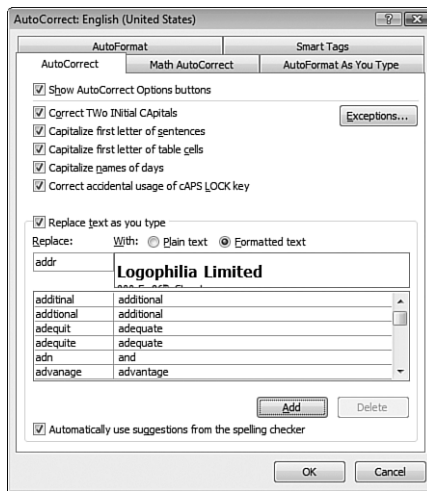 AutoCorrect: English (United States)
AutoFormat Smart Tags
AutoCorrect Math AutoCorrect AutoFormat As You Type
Show AutoCorrect Options buttons
Correct TWo INitial CApitals
Exceptions...
Capitalize first letter of sentences
Capitalize first letter of table cells
Capitalize names of days
Correct accidental usage of cAPS LOCK key
Replace text as you type
Replace: With: Plain text Formatted text
addr Logophilia Limited
additinal additional
addtional additional
adequit adequate
adequite adequate
adn and
advanage advantage
Add Delete
Automatically use suggestions from the spelling checker
OK Cancel